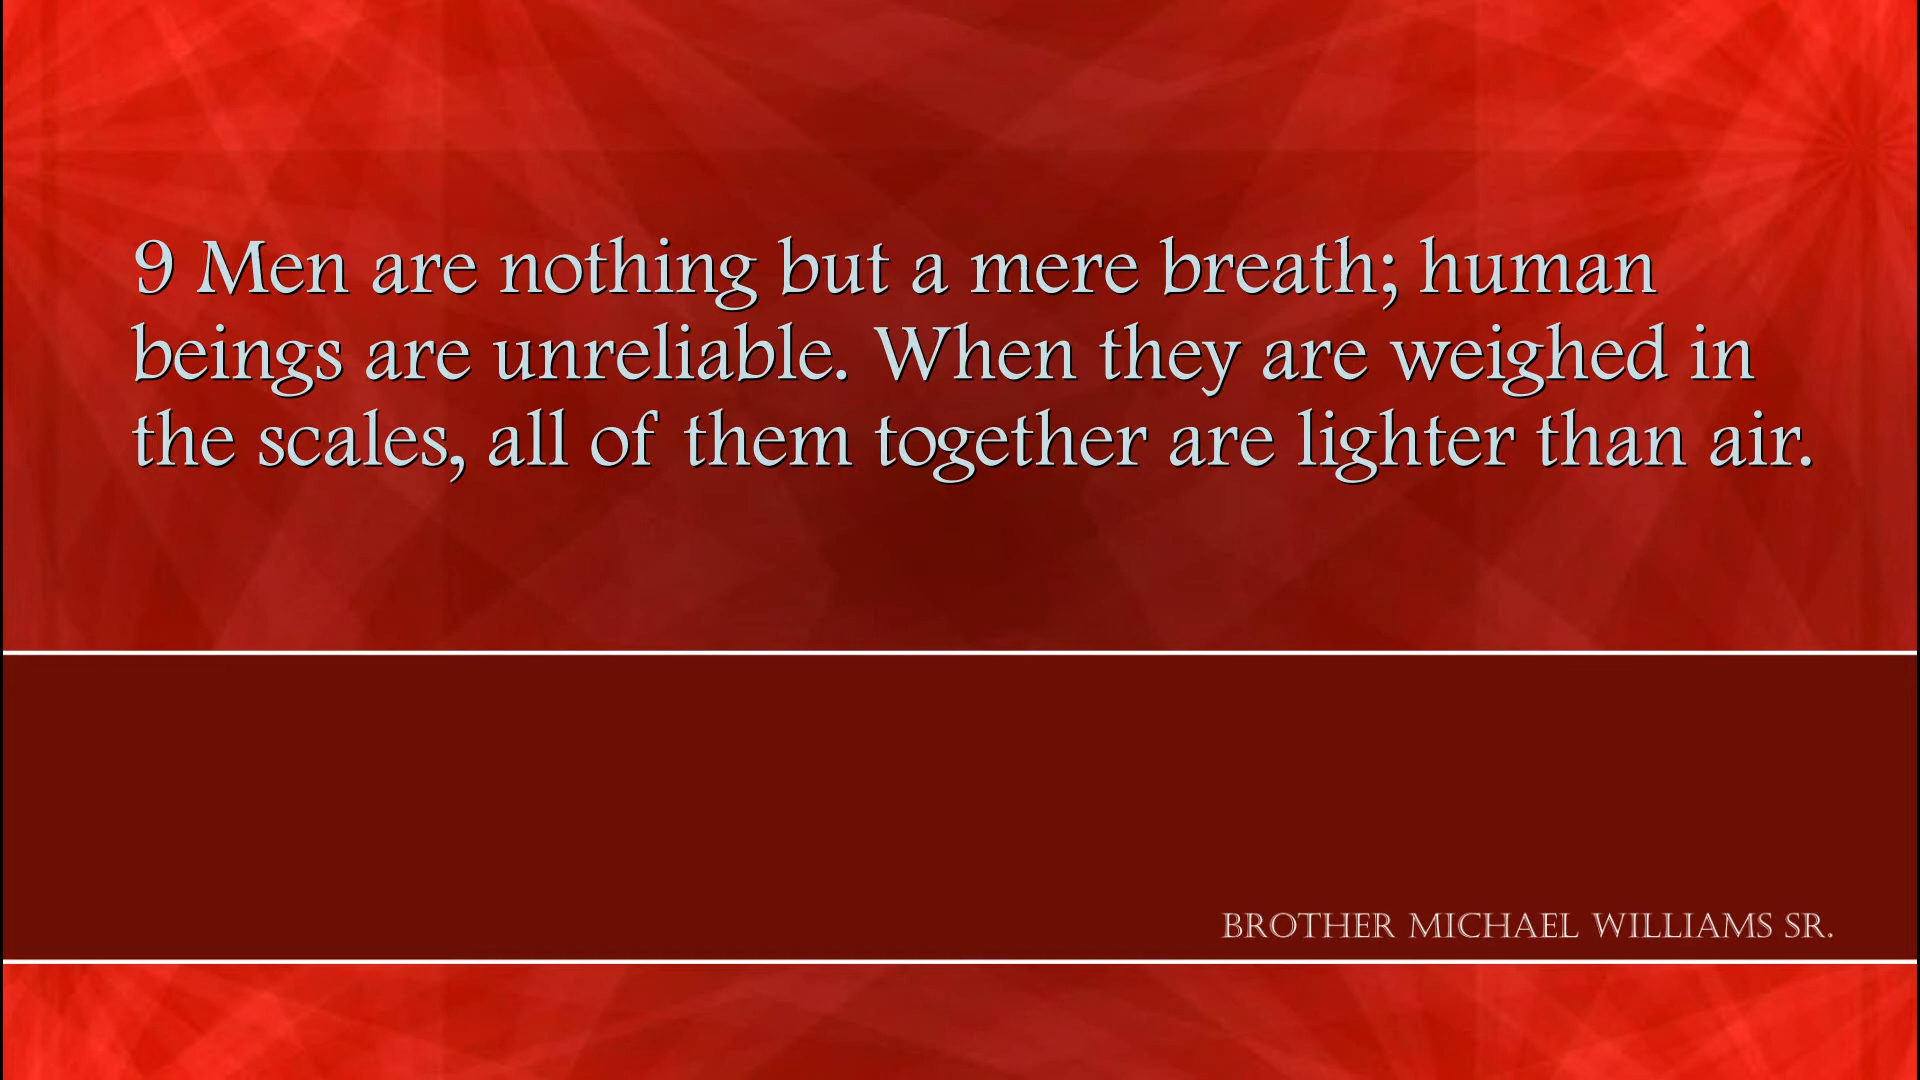 9 Men are nothing but a mere breath; human
beings are unreliable. When they are weighed in
the scales, all of them together are lighter than air.
BROTHER MICHAEL WILLIAMS SR.